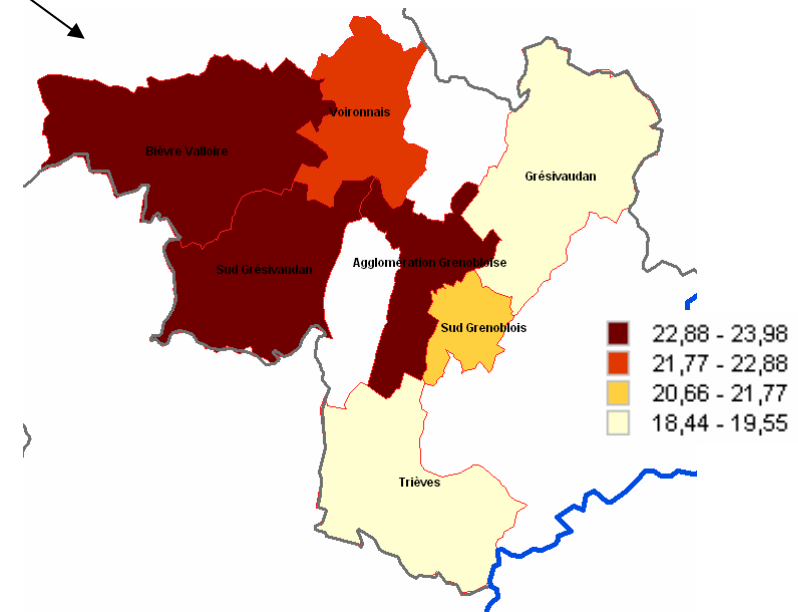 Voironnais
Bièvre Valloire
Grésivaudan
Sud Grésivaudan
Agglomération Grenobloise
Sud Grenoblois
22,88 - 23,98
21,77 - 22,88
20,66 - 21,77
18,44 - 19,55
Trièves